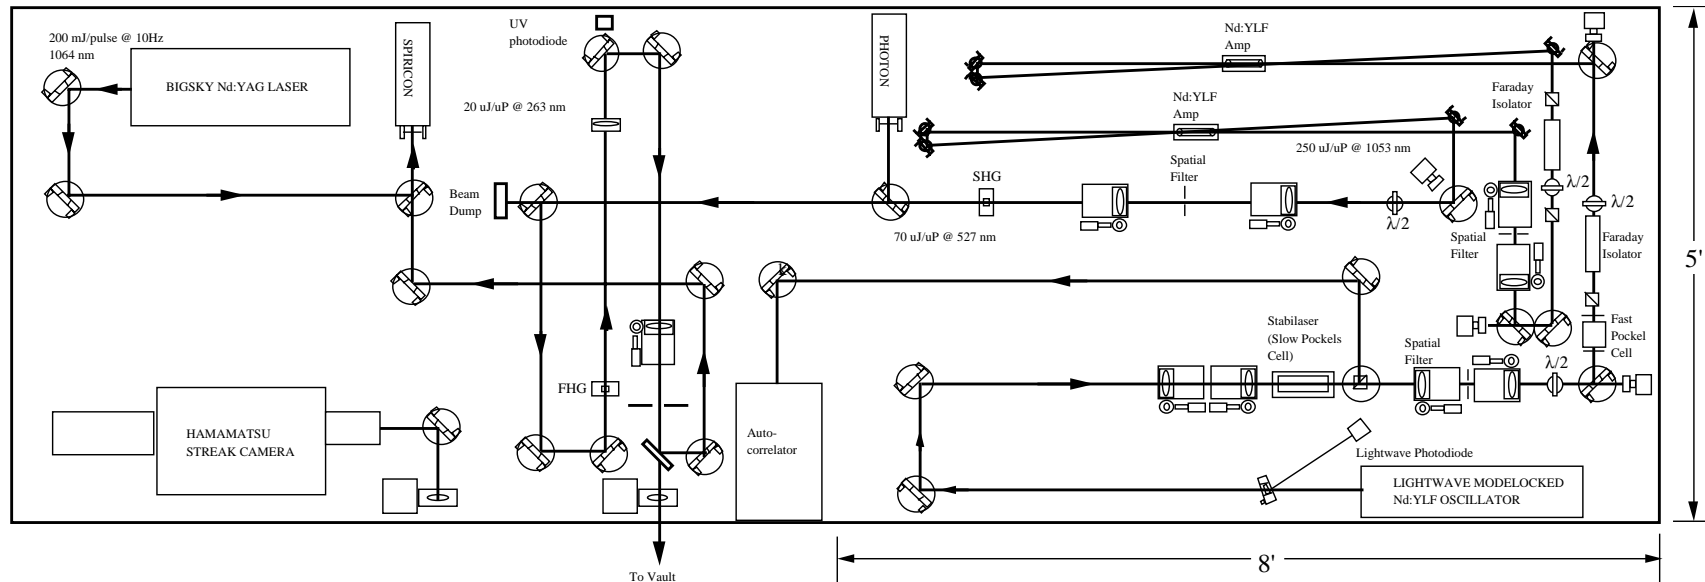 200 mJ/pulse @ 10Hz
1064 nm
BIGSKY Nd:YAG LASER
SPIRICON
UV
photodiode
20 uJ/uP @ 263 nm
PHOTON
Nd:YLF
Amp
Nd:YLF
Amp
Faraday
Isolator
250 uJ/uP @ 1053 nm
Beam
Dump
SHG
Spatial
Filter
λ/2
λ/2
λ/2
70 uJ/uP @ 527 nm
Spatial
Filter
Faraday
Isolator
5'
Stabilaser
(Slow Pockels
Cell)
Spatial
Filter
λ/2
Fast
Pockel
Cell
FHG
HAMAMATSU
STREAK CAMERA
Auto-
correlator
Lightwave Photodiode
LIGHTWAVE MODELOCKED
Nd:YLF OSCILLATOR
8'
To Vault